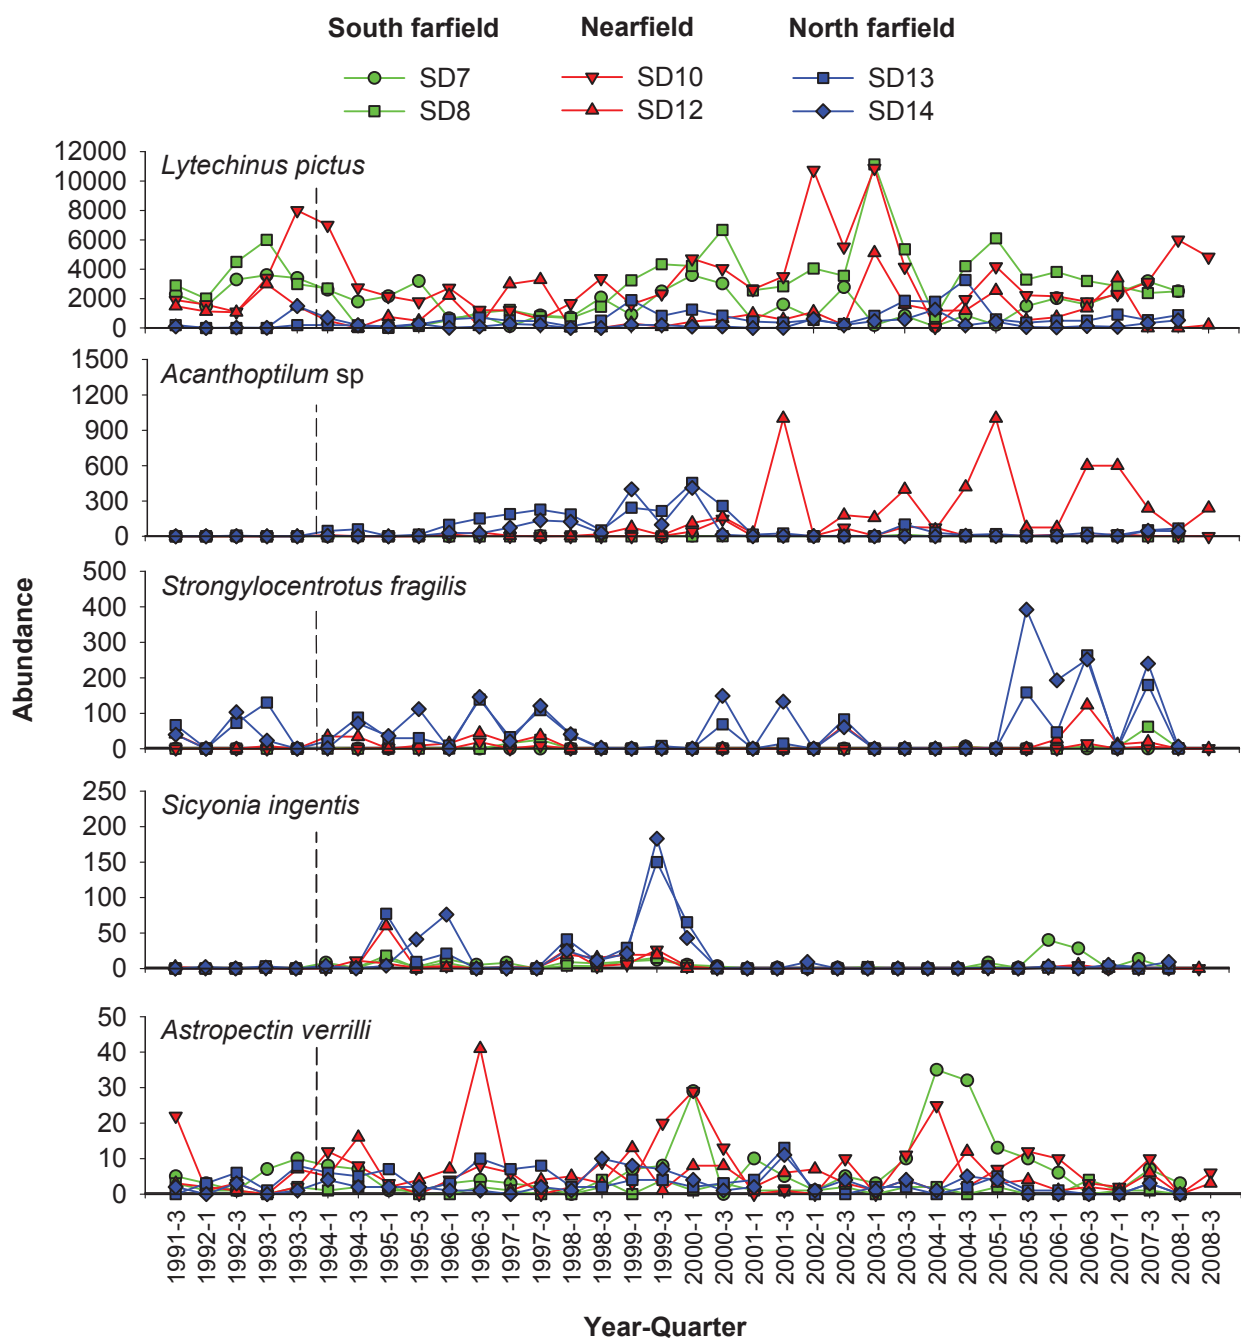 South farfield Nearfield North farfield
SD7 SD10 SD13
SD8 SD12 SD14
Abundance
Lytechinus pictus
12000
10000
8000
6000
4000
2000
0
Acanthoptilum sp
1500
1200
900
600
300
0
Strongylocentrotus fragilis
500
400
300
200
100
0
Sicyonia ingentis
250
200
150
100
50
0
Astropectin verrilli
50
40
30
20
10
0
1991-3 1992-1 1992-3 1993-1 1993-3 1994-1 1994-3 1995-1 1995-3 1996-1 1996-3 1997-1 1997-3 1998-1 1998-3 1999-1 1999-3 2000-1 2000-3 2001-1 2001-3 2002-1 2002-3 2003-1 2003-3 2004-1 2004-3 2005-1 2005-3 2006-1 2006-3 2007-1 2007-3 2008-1 2008-3
Year-Quarter